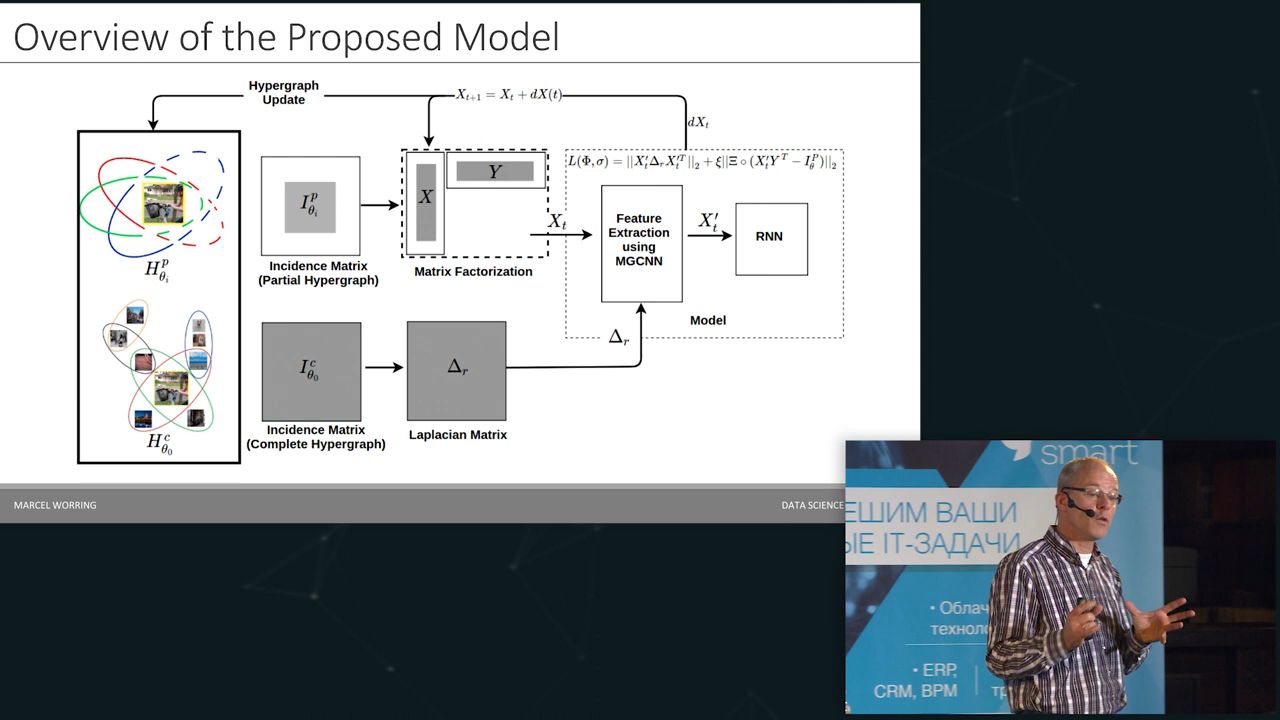 Overview of the Proposed Model
Hypergraph
Update
X_{t+1} = X_t + dX(t)
dX_t
L(Φ, σ) = ||X'_t Δ_r X'^T_t||_2 + ξ||Ξ ∘ (X'_t Y^T − I^P_θ)||_2
H^p_{θ_i}
I^p_{θ_i}
Incidence Matrix
(Partial Hypergraph)
X
Y
Matrix Factorization
X_t
Feature
Extraction
using
MGCNN
X'_t
RNN
Model
Δ_r
H^c_{θ_0}
I^c_{θ_0}
Incidence Matrix
(Complete Hypergraph)
Δ_r
Laplacian Matrix
MARCEL WORRING
DATA SCIENCE
smart
ЕШИМ ВАШИ
ЫЕ IT-ЗАДАЧИ
• Облач
технол
• ERP,
CRM, BPM